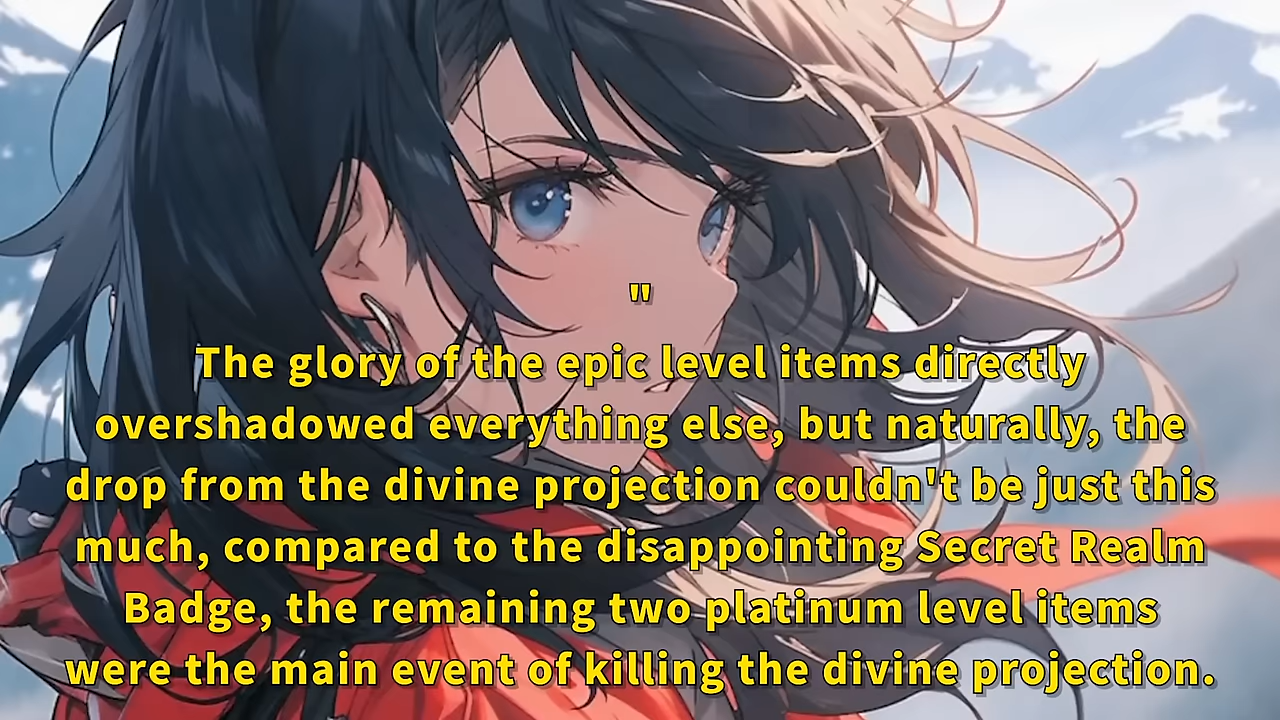 "
The glory of the epic level items directly
overshadowed everything else, but naturally, the
drop from the divine projection couldn't be just this
much, compared to the disappointing Secret Realm
Badge, the remaining two platinum level items
were the main event of killing the divine projection.